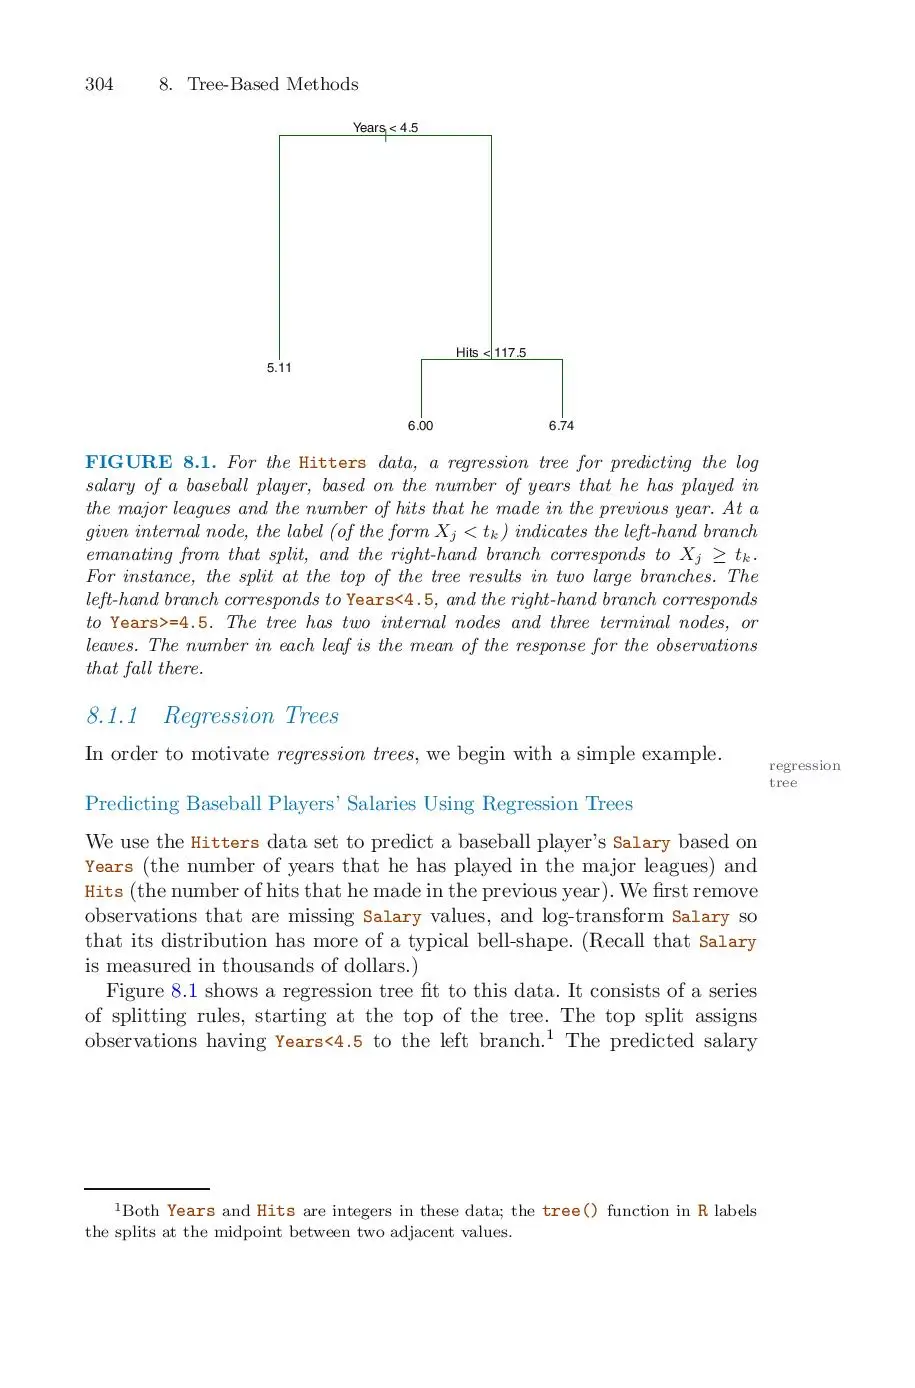 304 8. Tree-Based Methods
Years < 4.5
Hits < 117.5
5.11
6.00 6.74
FIGURE 8.1. For the Hitters data, a regression tree for predicting the log
salary of a baseball player, based on the number of years that he has played in
the major leagues and the number of hits that he made in the previous year. At a
given internal node, the label (of the form Xj < tk) indicates the left-hand branch
emanating from that split, and the right-hand branch corresponds to Xj ≥ tk.
For instance, the split at the top of the tree results in two large branches. The
left-hand branch corresponds to Years<4.5, and the right-hand branch corresponds
to Years>=4.5. The tree has two internal nodes and three terminal nodes, or
leaves. The number in each leaf is the mean of the response for the observations
that fall there.
8.1.1 Regression Trees
In order to motivate regression trees, we begin with a simple example.
regression
tree
Predicting Baseball Players' Salaries Using Regression Trees
We use the Hitters data set to predict a baseball player's Salary based on
Years (the number of years that he has played in the major leagues) and
Hits (the number of hits that he made in the previous year). We first remove
observations that are missing Salary values, and log-transform Salary so
that its distribution has more of a typical bell-shape. (Recall that Salary
is measured in thousands of dollars.)
Figure 8.1 shows a regression tree fit to this data. It consists of a series
of splitting rules, starting at the top of the tree. The top split assigns
observations having Years<4.5 to the left branch.¹ The predicted salary
¹Both Years and Hits are integers in these data; the tree() function in R labels
the splits at the midpoint between two adjacent values.